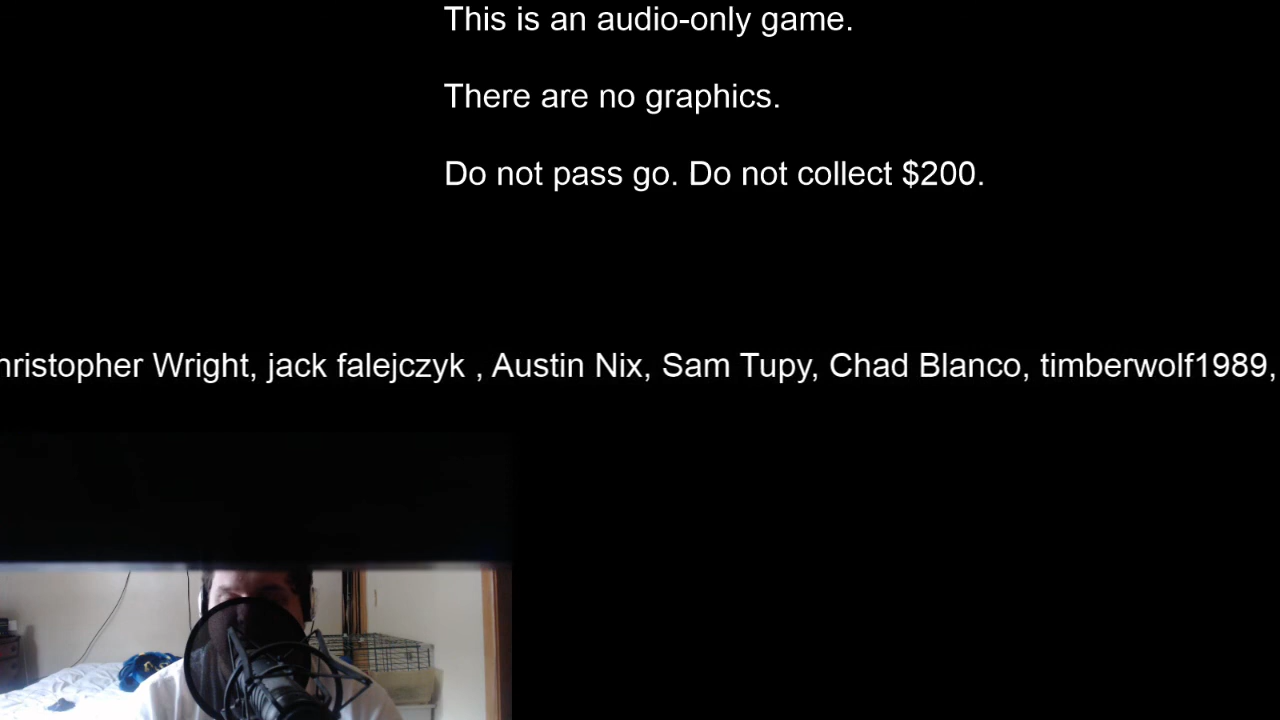 This is an audio-only game.
There are no graphics.
Do not pass go. Do not collect $200.
hristopher Wright, jack falejczyk , Austin Nix, Sam Tupy, Chad Blanco, timberwolf1989,